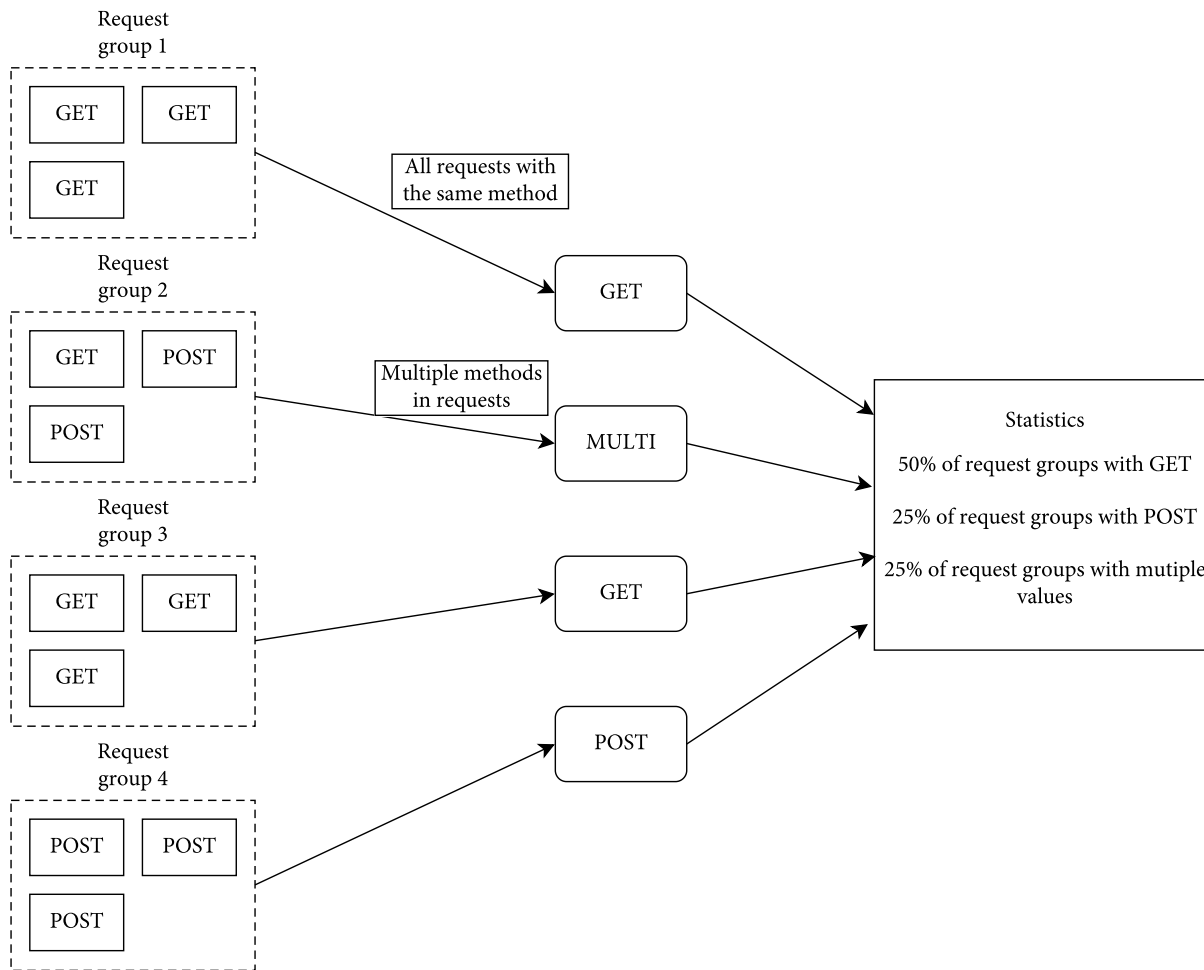 Request
group 1
GET
GET
GET
All requests with
the same method
Request
group 2
GET
POST
POST
Multiple methods
in requests
Request
group 3
GET
GET
GET
Request
group 4
POST
POST
POST
GET
MULTI
GET
POST
Statistics
50% of request groups with GET
25% of request groups with POST
25% of request groups with mutiple
values